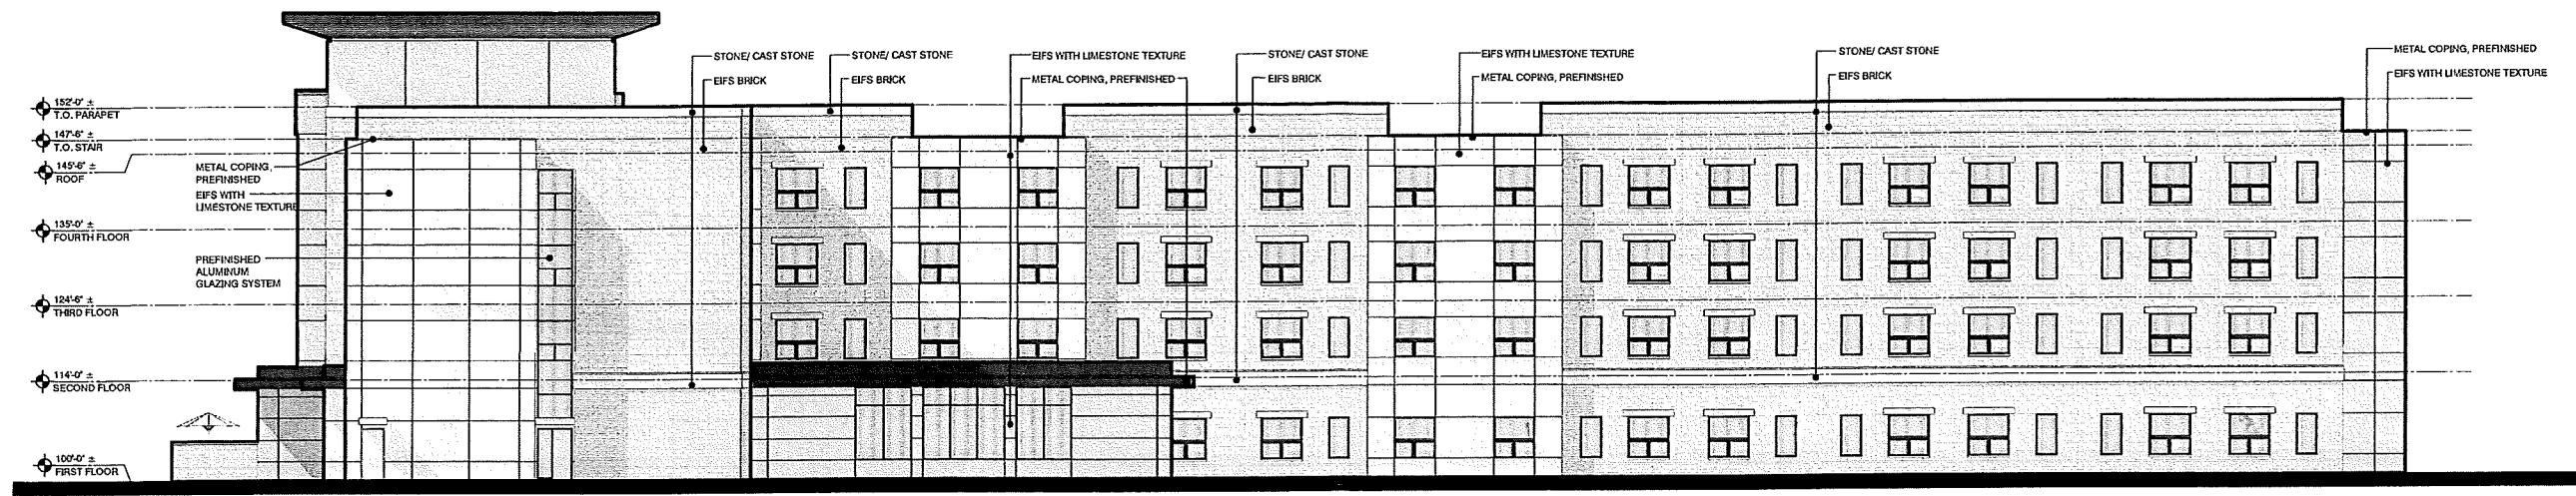 STONE/ CAST STONE
EIFS BRICK
STONE/ CAST STONE
EIFS BRICK
EIFS WITH LIMESTONE TEXTURE
METAL COPING, PREFINISHED
STONE/ CAST STONE
EIFS BRICK
EIFS WITH LIMESTONE TEXTURE
METAL COPING, PREFINISHED
STONE/ CAST STONE
EIFS BRICK
METAL COPING, PREFINISHED
EIFS WITH LIMESTONE TEXTURE
152'-0" ±
T.O. PARAPET
147'-6" ±
T.O. STAIR
145'-6" ±
ROOF
METAL COPING,
PREFINISHED
EIFS WITH
LIMESTONE TEXTURE
135'-0" ±
FOURTH FLOOR
PREFINISHED
ALUMINUM
GLAZING SYSTEM
124'-6" ±
THIRD FLOOR
114'-0" ±
SECOND FLOOR
100'-0" ±
FIRST FLOOR